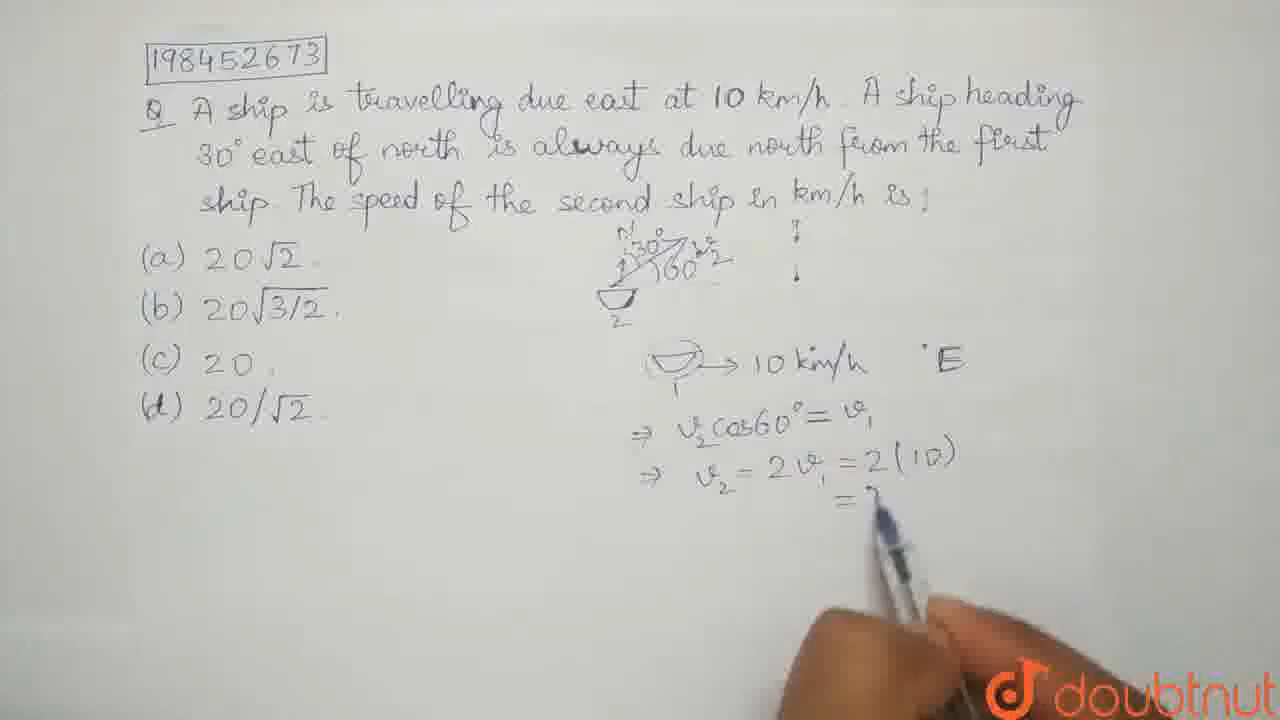 198452673
Q A ship is travelling due east at 10 km/h. A ship heading
30° east of north is always due north from the first
ship. The speed of the second ship in km/h is;
(a) 20√2.
(b) 20√3/2.
(c) 20.
(d) 20/√2.
N
30° v₂
60°
2
→ 10 km/h E
1
⇒ v₂ cos60° = v₁
⇒ v₂ = 2v₁ = 2(10)
=
doubtnut